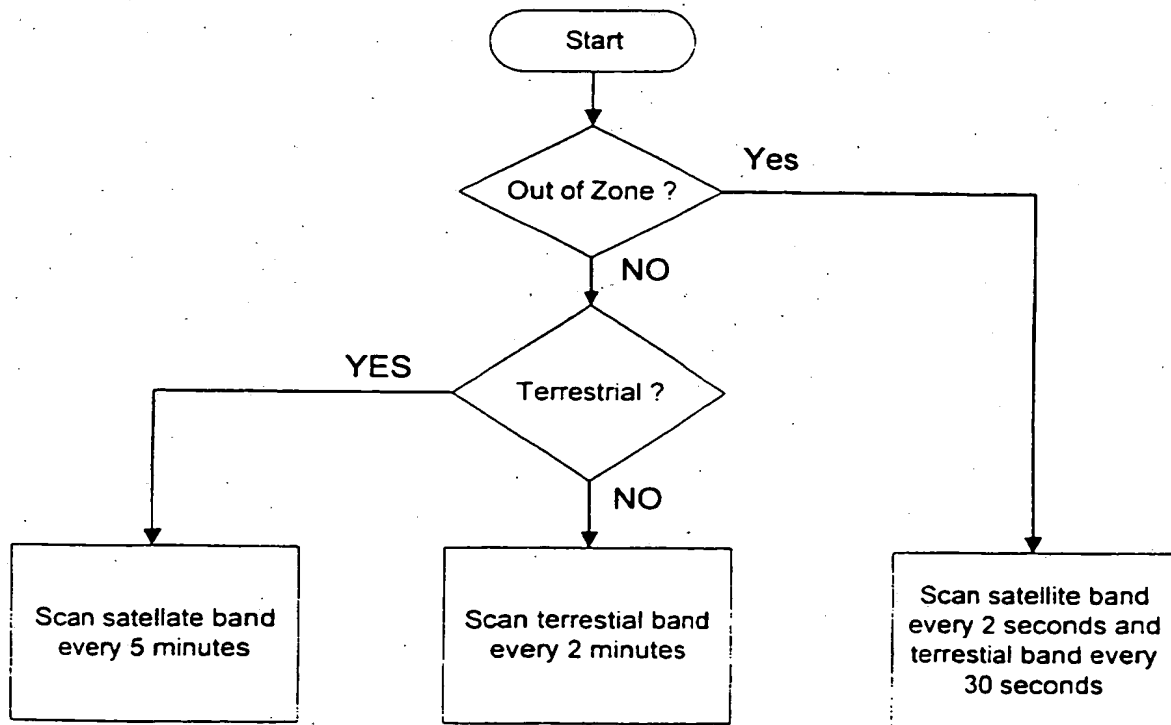 Start
Out of Zone ?
Yes
NO
Terrestrial ?
YES
NO
Scan satellate band
every 5 minutes
Scan terrestial band
every 2 minutes
Scan satellite band
every 2 seconds and
terrestial band every
30 seconds